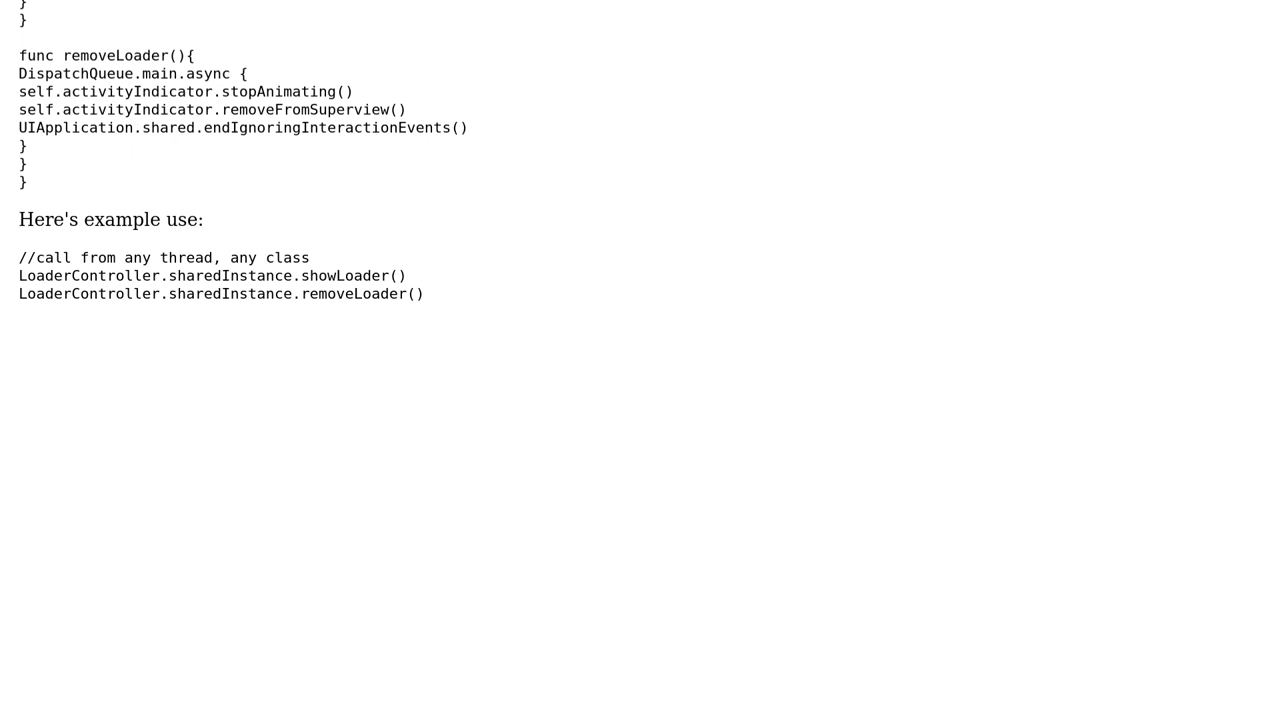 }
}
func removeLoader(){
DispatchQueue.main.async {
self.activityIndicator.stopAnimating()
self.activityIndicator.removeFromSuperview()
UIApplication.shared.endIgnoringInteractionEvents()
}
}
}
Here's example use:
//call from any thread, any class
LoaderController.sharedInstance.showLoader()
LoaderController.sharedInstance.removeLoader()